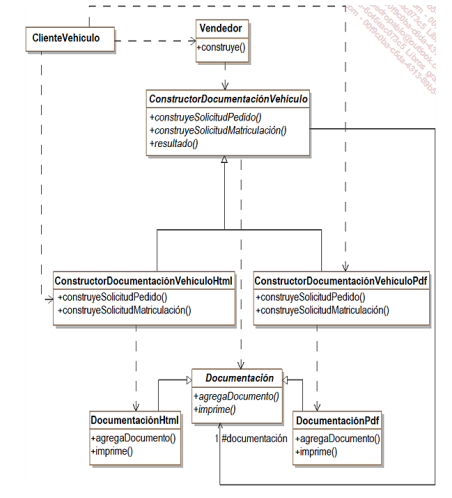 ClienteVehiculo
Vendedor
+construye()
ConstructorDocumentaciónVehiculo
+construyeSolicitudPedido()
+construyeSolicitudMatriculación()
+resultado()
ConstructorDocumentaciónVehiculoHtml
+construyeSolicitudPedido()
+construyeSolicitudMatriculación()
ConstructorDocumentaciónVehiculoPdf
+construyeSolicitudPedido()
+construyeSolicitudMatriculación()
Documentación
+agregaDocumento()
+imprime()
DocumentaciónHtml
+agregaDocumento()
+imprime()
1 #documentación
DocumentaciónPdf
+agregaDocumento()
+imprime()